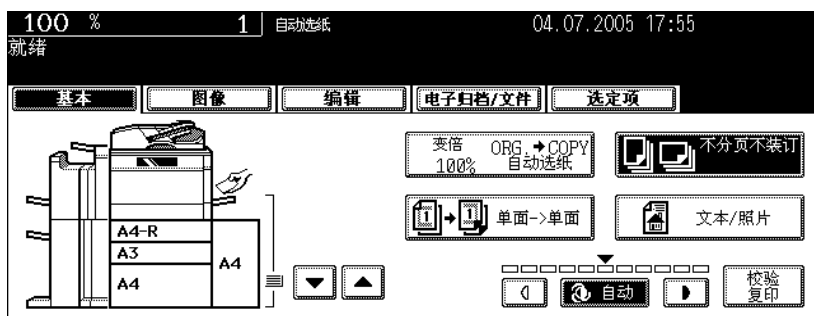 100 % 1 自动选纸 04.07.2005 17:55
就绪
基本 图像 编辑 电子归档/文件 选定项
变倍 ORG.→COPY
100% 自动选纸
不分页不装订
1→1 单面->单面
文本/照片
A4-R
A3
A4
A4
自动
校验
复印